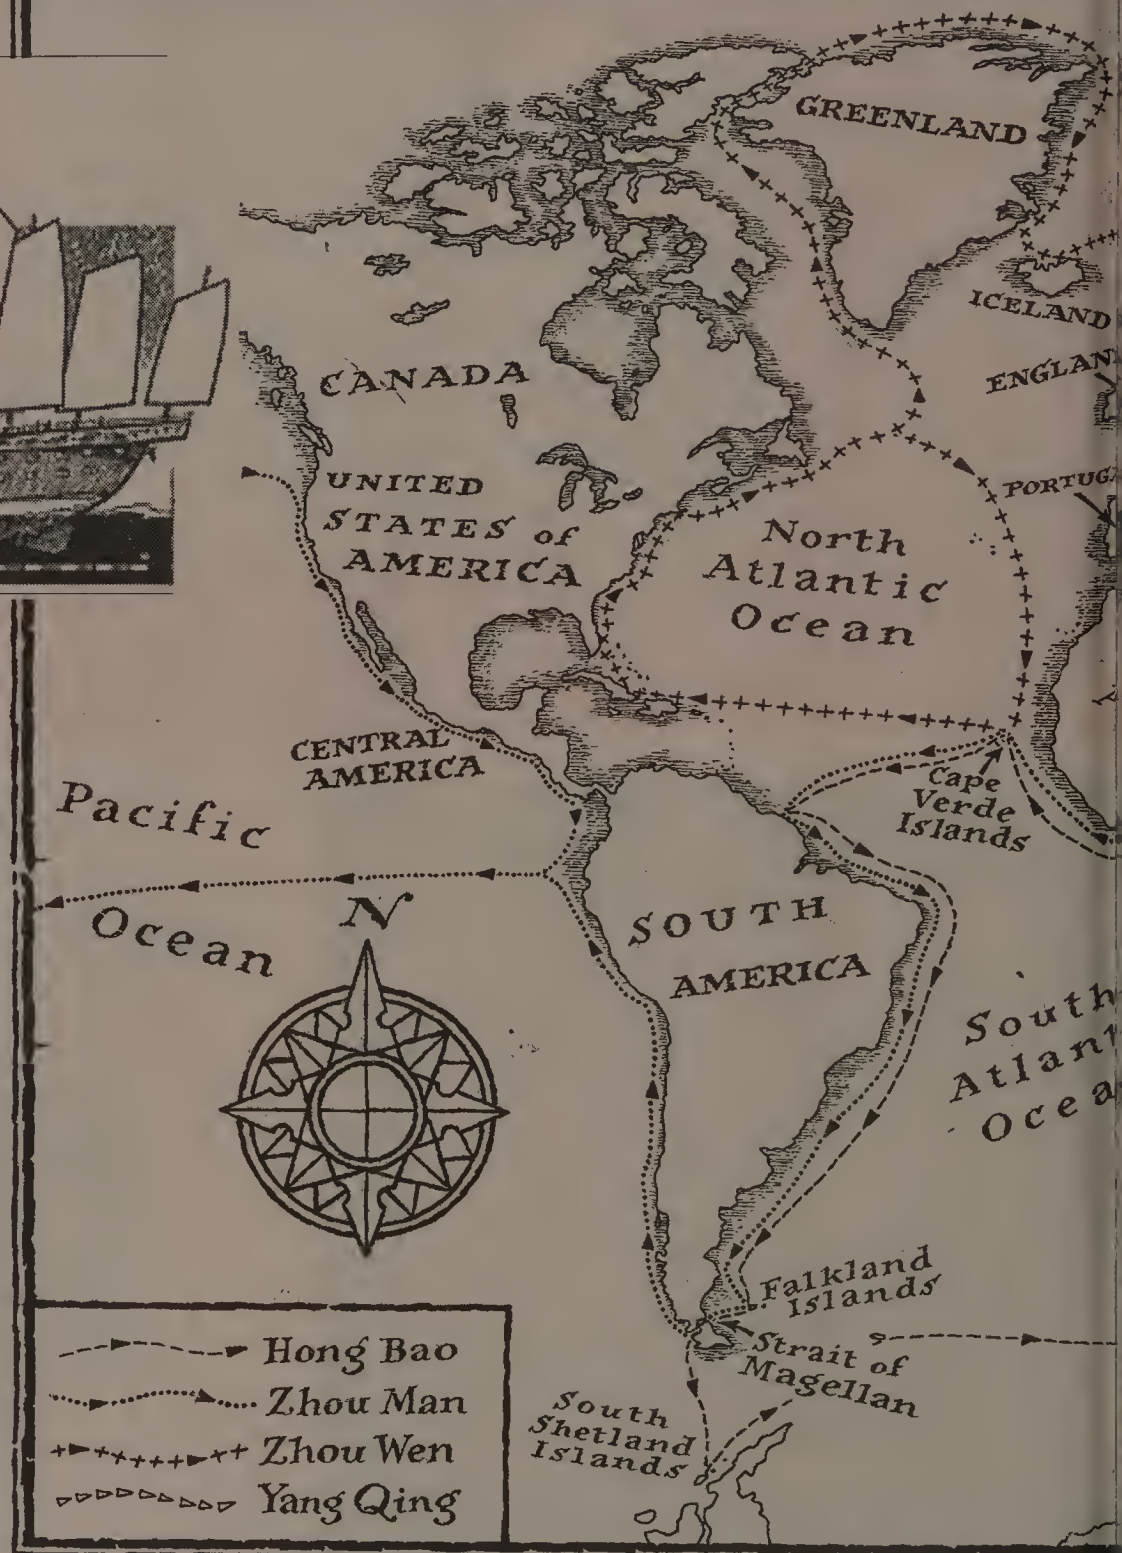 GREENLAND
ICELAND
ENGLAN
CANADA
UNITED
STATES of
AMERICA
PORTUG
North
Atlantic
Ocean
CENTRAL
AMERICA
Cape
Verde
Islands
Pacific
Ocean
N
SOUTH
AMERICA
South
Atlant
Ocea
Falkland
Islands
Strait of
Magellan
South
Shetland
Islands
Hong Bao
Zhou Man
Zhou Wen
Yang Qing